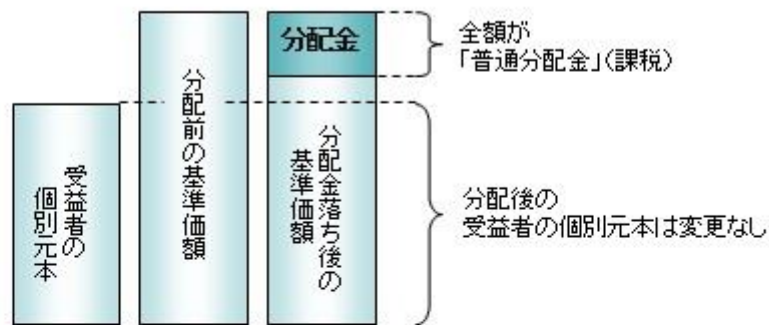 受益者の
個別元本
分配前の基準価額
分配金
分配金落ち後の
基準価額
全額が
「普通分配金」(課税)
分配後の
受益者の個別元本は変更なし